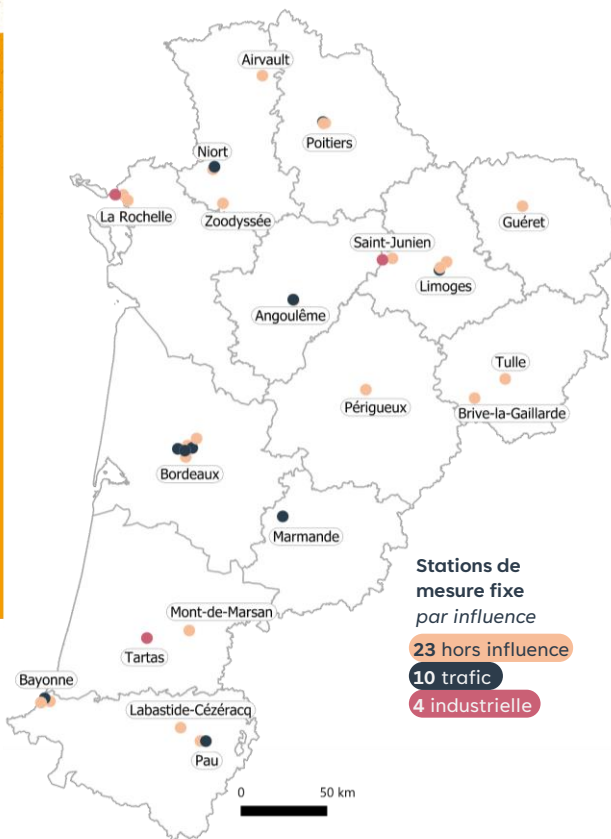 Airvault
Poitiers
Niort
La Rochelle
Zoodyssée
Guéret
Saint-Junien
Limoges
Angoulême
Tulle
Périgueux
Brive-la-Gaillarde
Bordeaux
Marmande
Stations de
mesure fixe
par influence
23 hors influence
10 trafic
4 industrielle
Mont-de-Marsan
Tartas
Bayonne
Labastide-Cézéracq
Pau
0 50 km